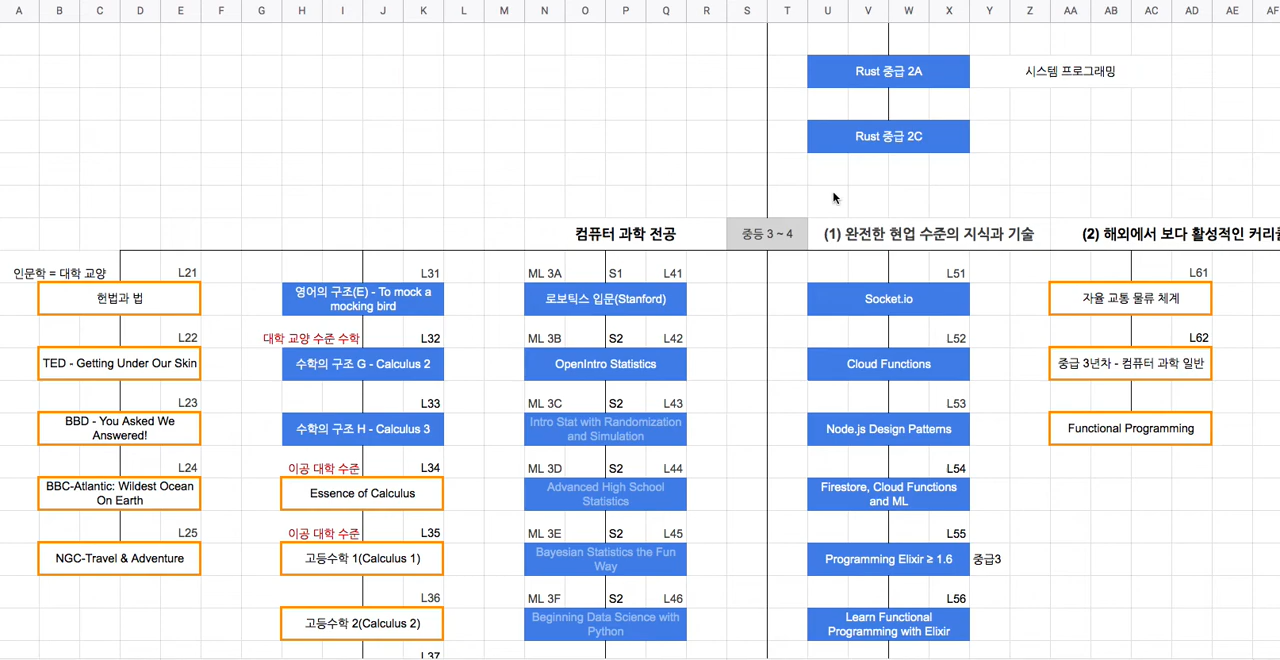 A B C D E F G H I J K L M N O P Q R S T U V W X Y Z AA AB AC AD AE AF
Rust 중급 2A
시스템 프로그래밍
Rust 중급 2C
컴퓨터 과학 전공
중등 3 ~ 4
(1) 완전한 현업 수준의 지식과 기술
(2) 해외에서 보다 활성적인 커리
인문학 = 대학 교양
L21
L31
ML 3A
S1
L41
L51
L61
헌법과 법
영어의 구조(E) - To mock a
mocking bird
로보틱스 입문(Stanford)
Socket.io
자율 교통 물류 체계
L22
대학 교양 수준 수학
L32
ML 3B
S2
L42
L52
L62
TED - Getting Under Our Skin
수학의 구조 G - Calculus 2
OpenIntro Statistics
Cloud Functions
중급 3년차 - 컴퓨터 과학 일반
L23
L33
ML 3C
S2
L43
L53
BBD - You Asked We
Answered!
수학의 구조 H - Calculus 3
Intro Stat with Randomization
and Simulation
Node.js Design Patterns
Functional Programming
L24
이공 대학 수준
L34
ML 3D
S2
L44
L54
BBC-Atlantic: Wildest Ocean
On Earth
Essence of Calculus
Advanced High School
Statistics
Firestore, Cloud Functions
and ML
L25
이공 대학 수준
L35
ML 3E
S2
L45
L55
NGC-Travel & Adventure
고등수학 1(Calculus 1)
Bayesian Statistics the Fun
Way
Programming Elixir ≥ 1.6
중급3
L36
ML 3F
S2
L46
L56
고등수학 2(Calculus 2)
Beginning Data Science with
Python
Learn Functional
Programming with Elixir
L37